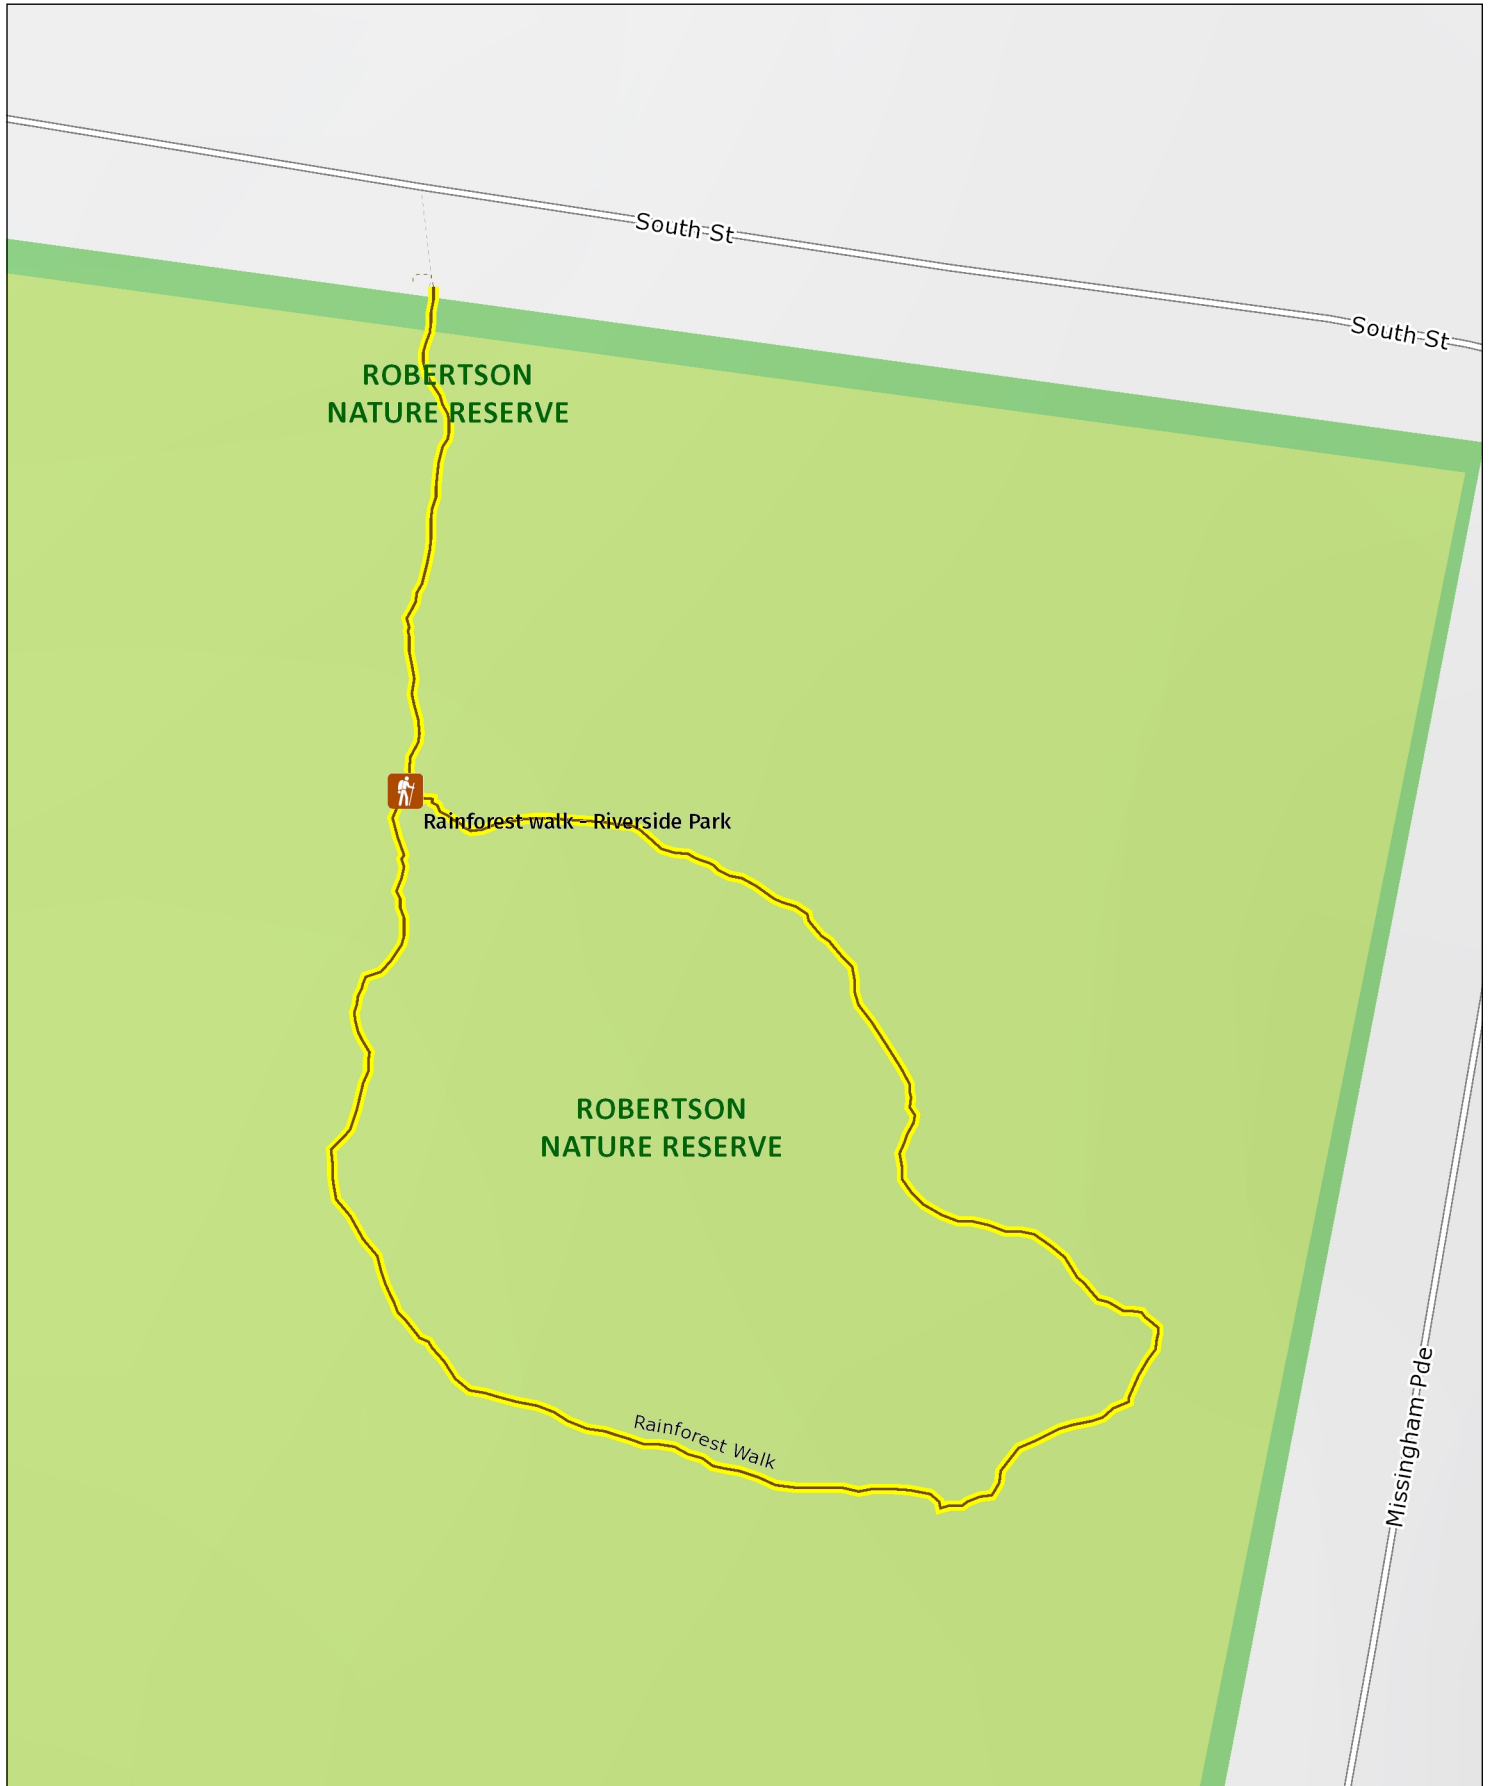 South St
South St
ROBERTSON
NATURE RESERVE
Rainforest walk - Riverside Park
ROBERTSON
NATURE RESERVE
Rainforest Walk
Missingham Pde